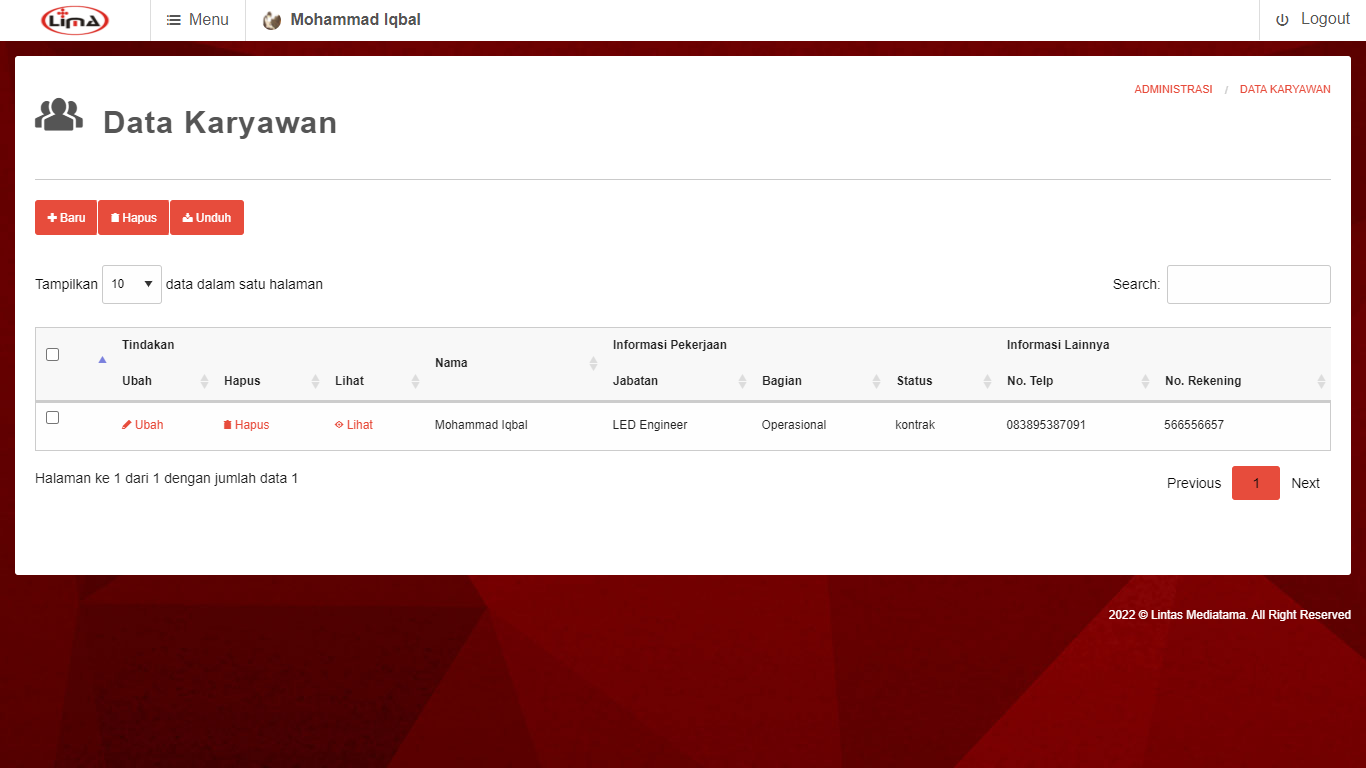 LimA
Menu
Mohammad Iqbal
Logout
ADMINISTRASI / DATA KARYAWAN
Data Karyawan
Baru Hapus Unduh
Tampilkan 10 data dalam satu halaman
Search:
Tindakan Nama Informasi Pekerjaan Informasi Lainnya
Ubah Hapus Lihat Jabatan Bagian Status No. Telp No. Rekening
Ubah Hapus Lihat Mohammad Iqbal LED Engineer Operasional kontrak 083895387091 566556657
Halaman ke 1 dari 1 dengan jumlah data 1
Previous 1 Next
2022 © Lintas Mediatama. All Right Reserved